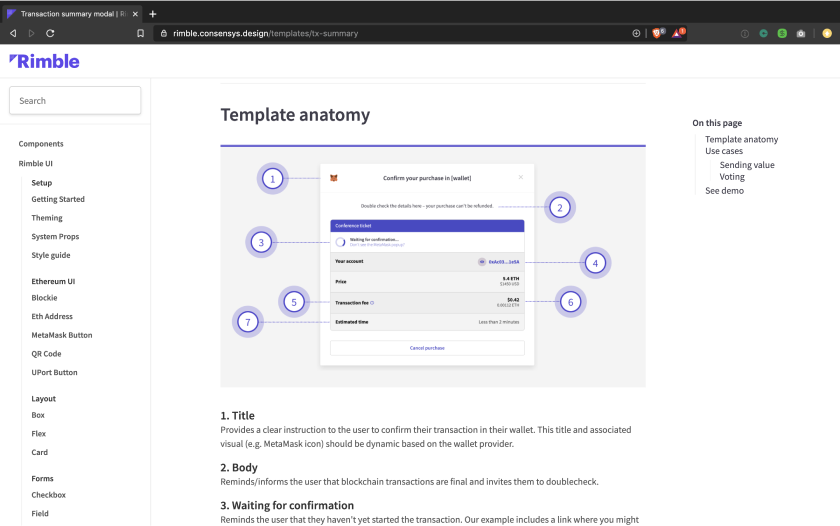 Transaction summary modal | Ri
rimble.consensys.design/templates/tx-summary
Rimble
Search
Components
Rimble UI
Setup
Getting Started
Theming
System Props
Style guide
Ethereum UI
Blockie
Eth Address
MetaMask Button
QR Code
UPort Button
Layout
Box
Flex
Card
Forms
Checkbox
Field
Template anatomy
1
Confirm your purchase in [wallet]
Double check the details here – your purchase can't be refunded.
2
Conference ticket
3
Waiting for confirmation...
Don't see the MetaMask popup?
Your account
0xAc03...1e5A
4
Price
5.4 ETH
$1450 USD
5
Transaction fee
$0.42
0.00112 ETH
6
7
Estimated time
Less than 2 minutes
Cancel purchase
1. Title
Provides a clear instruction to the user to confirm their transaction in their wallet. This title and associated
visual (e.g. MetaMask icon) should be dynamic based on the wallet provider.
2. Body
Reminds/informs the user that blockchain transactions are final and invites them to doublecheck.
3. Waiting for confirmation
Reminds the user that they haven't yet started the transaction. Our example includes a link where you might
On this page
Template anatomy
Use cases
Sending value
Voting
See demo